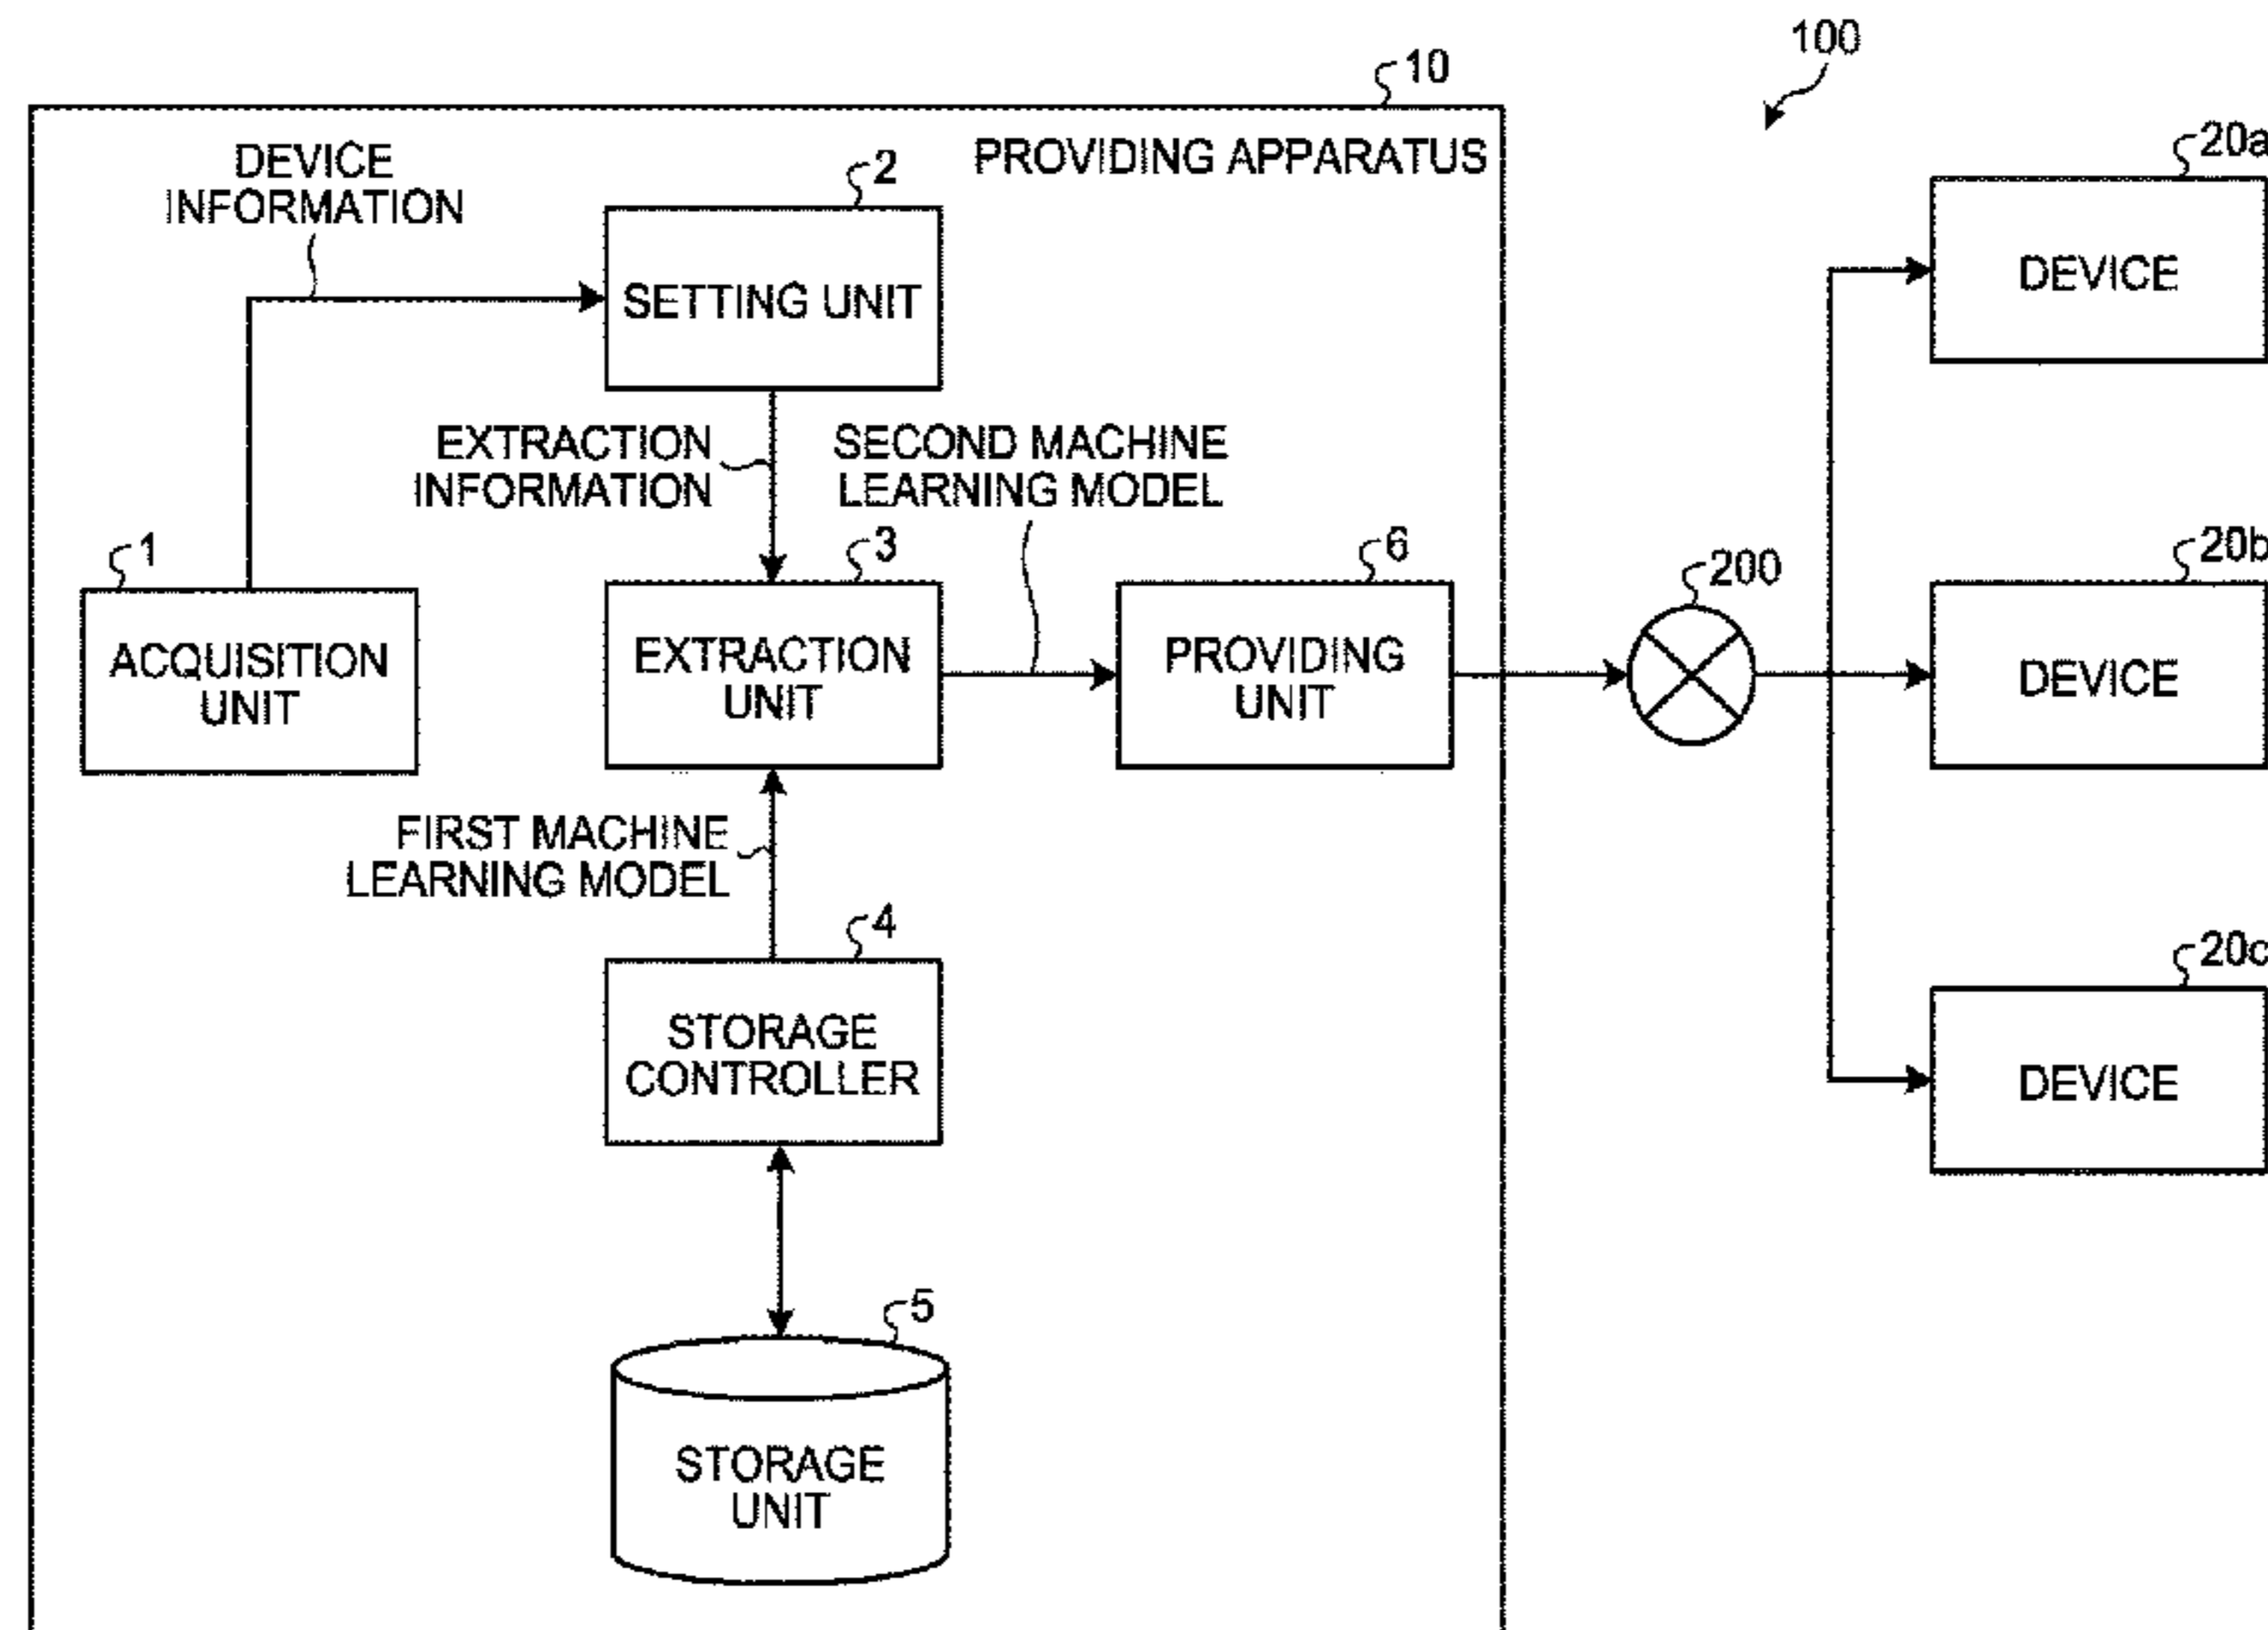 100
10
PROVIDING APPARATUS
DEVICE
INFORMATION
2
SETTING UNIT
20a
DEVICE
EXTRACTION
INFORMATION
SECOND MACHINE
LEARNING MODEL
1
ACQUISITION
UNIT
3
EXTRACTION
UNIT
6
PROVIDING
UNIT
200
20b
DEVICE
FIRST MACHINE
LEARNING MODEL
4
STORAGE
CONTROLLER
20c
DEVICE
5
STORAGE
UNIT